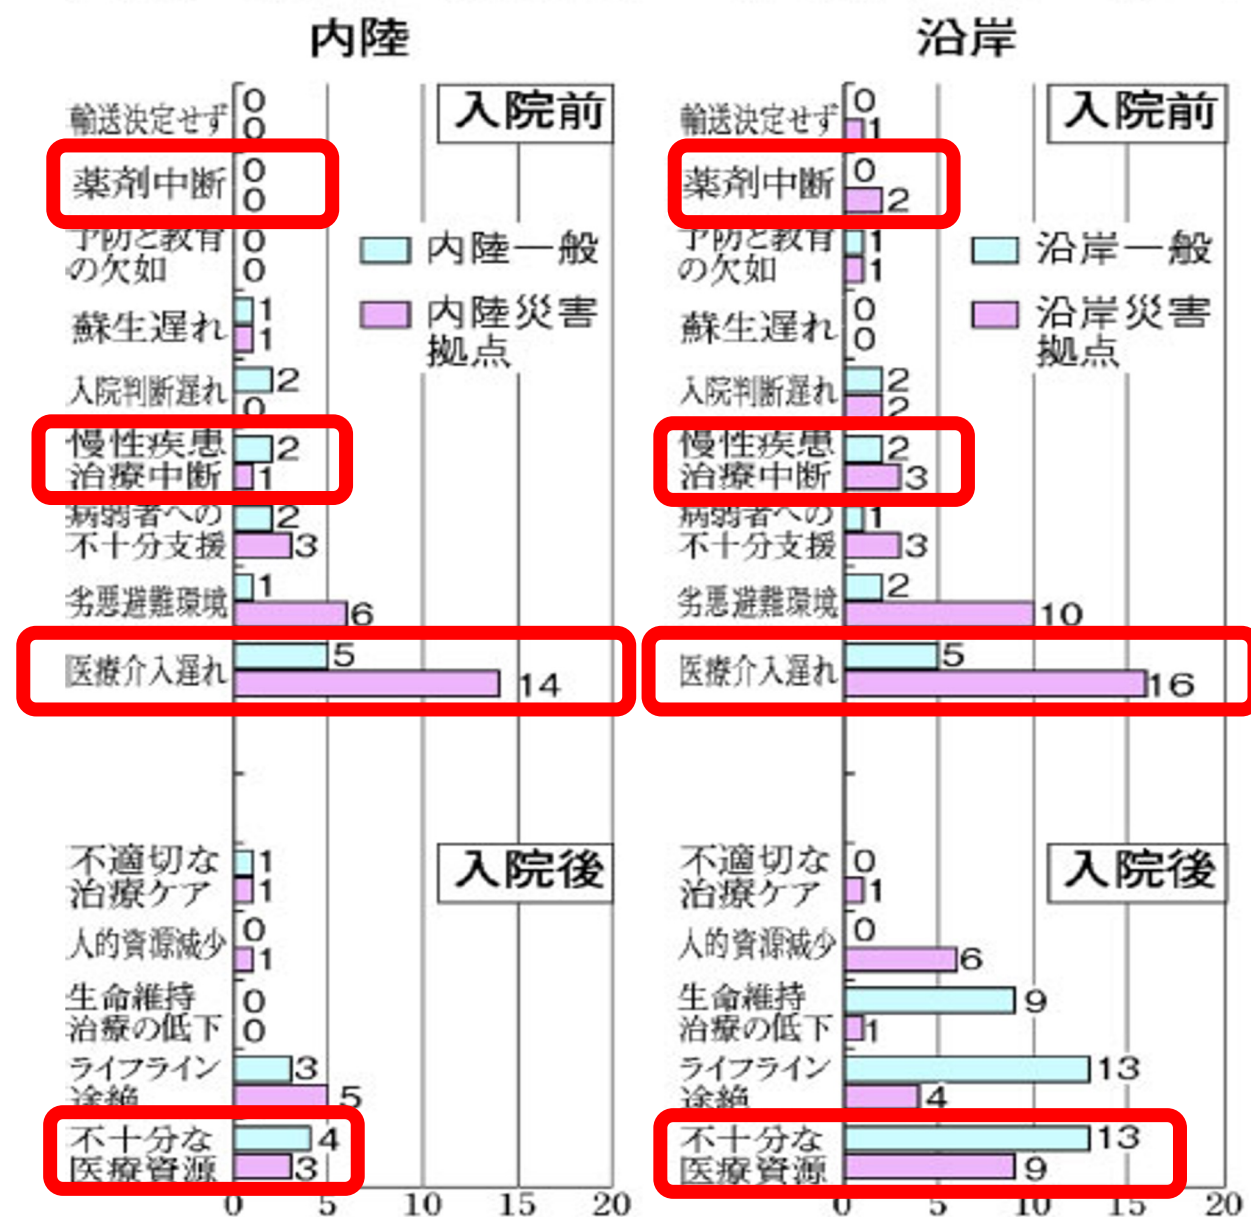 内陸
入院前
輸送決定せず
0
0
薬剤中断
0
0
予防と教育
の欠如
0
0
内陸一般
内陸災害
拠点
蘇生遅れ
1
1
入院判断遅れ
2
0
慢性疾患
治療中断
2
1
病弱者への
不十分支援
2
3
劣悪避難環境
1
6
医療介入遅れ
5
14
入院後
不適切な
治療ケア
1
1
人的資源減少
0
1
生命維持
治療の低下
0
0
ライフライン
途絶
3
5
不十分な
医療資源
4
3
0 5 10 15 20
沿岸
入院前
輸送決定せず
0
1
薬剤中断
0
2
予防と教育
の欠如
1
1
沿岸一般
沿岸災害
拠点
蘇生遅れ
0
0
入院判断遅れ
2
2
慢性疾患
治療中断
2
3
病弱者への
不十分支援
1
3
劣悪避難環境
2
10
医療介入遅れ
5
16
入院後
不適切な
治療ケア
0
1
人的資源減少
0
6
生命維持
治療の低下
9
1
ライフライン
途絶
13
4
不十分な
医療資源
13
9
0 5 10 15 20